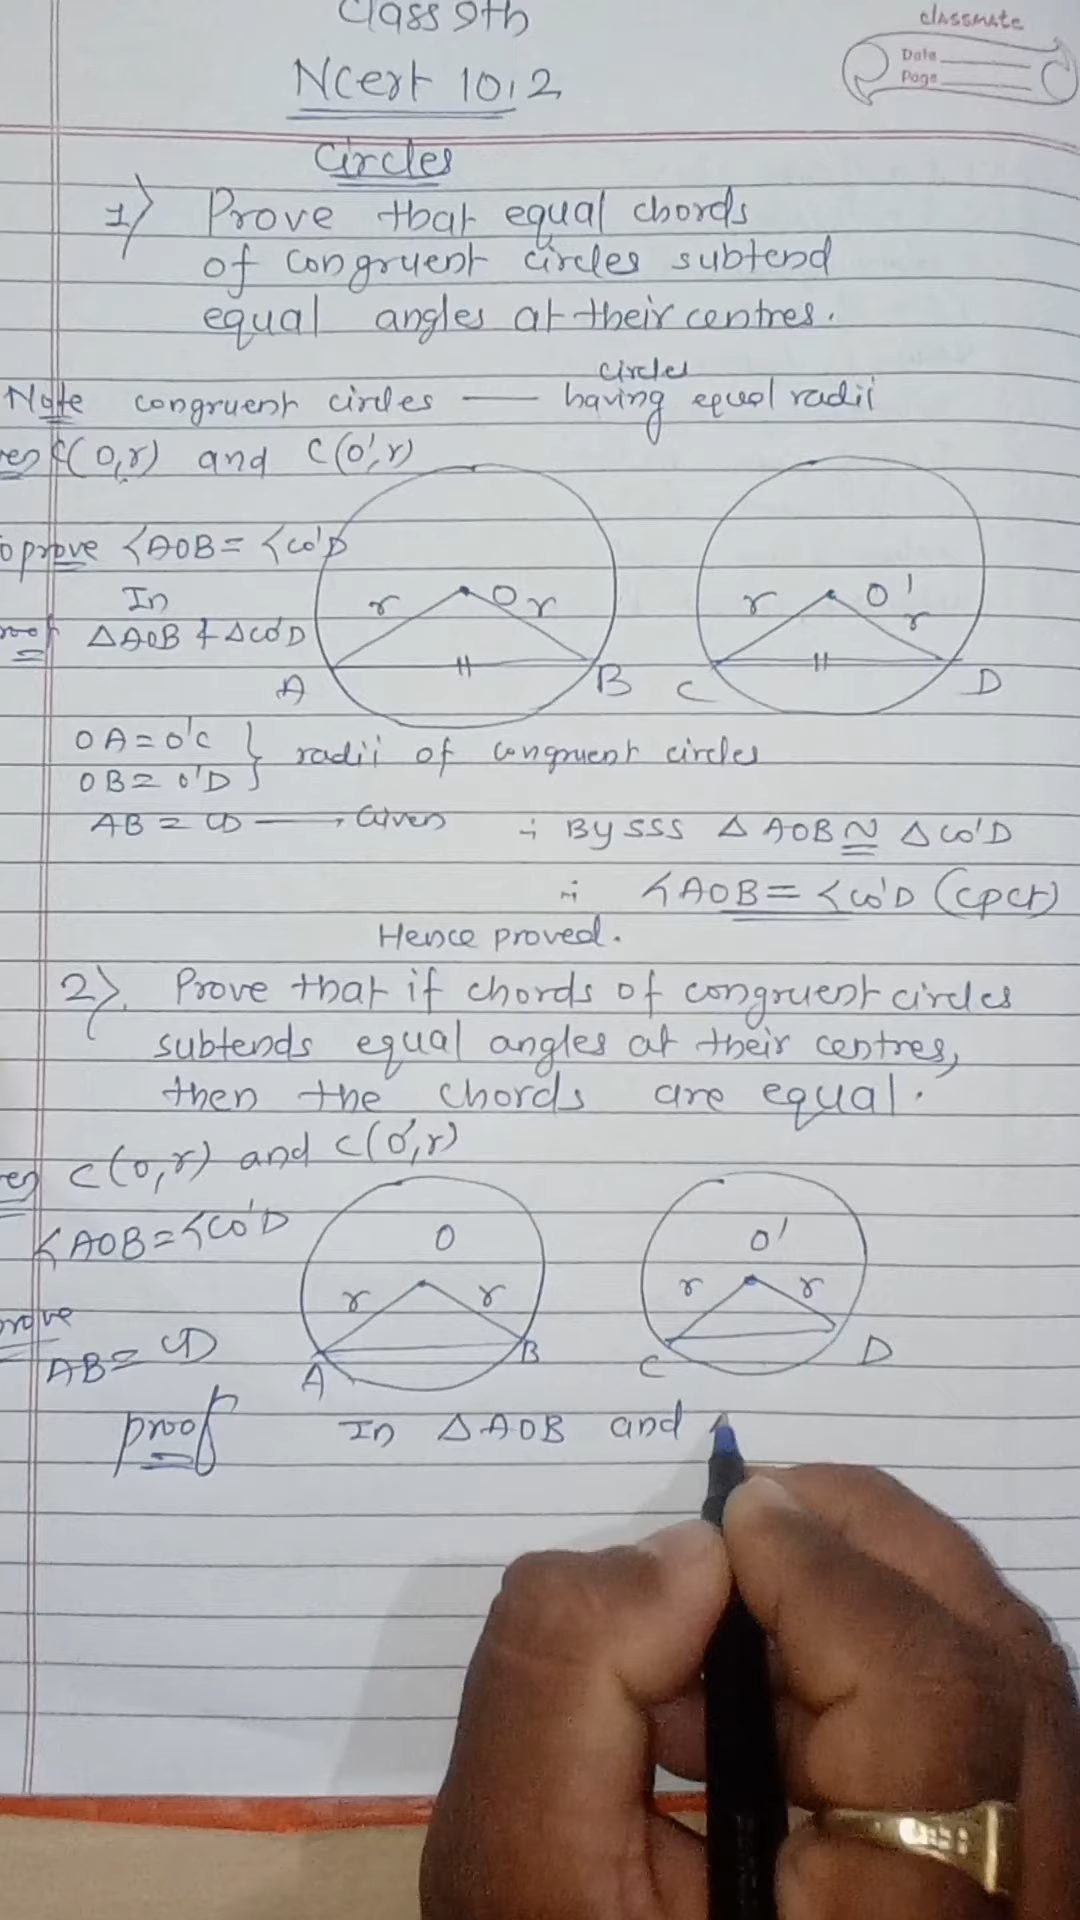 Class 9th
classmate
Date
Page
Ncert 10.2
Circles
1) Prove that equal chords
of congruent circles subtend
equal angles at their centres.
circles
Note congruent circles — having equal radii
C(O,r) and C(O',r)
prove ∠AOB = ∠CO'D
In
ΔAOB & ΔCO'D
r O r
r O' r
A B C D
OA = O'C } radii of congruent circles
OB = O'D
AB = CD → Given ∴ By SSS Δ AOB ≅ Δ CO'D
∴ ∠AOB = ∠CO'D (cpct)
Hence proved.
2) Prove that if chords of congruent circles
subtends equal angles at their centres,
then the chords are equal.
C(O,r) and C(O',r)
∠AOB = ∠CO'D
O O'
r r r r
AB = CD
A B C D
Proof In ΔAOB and